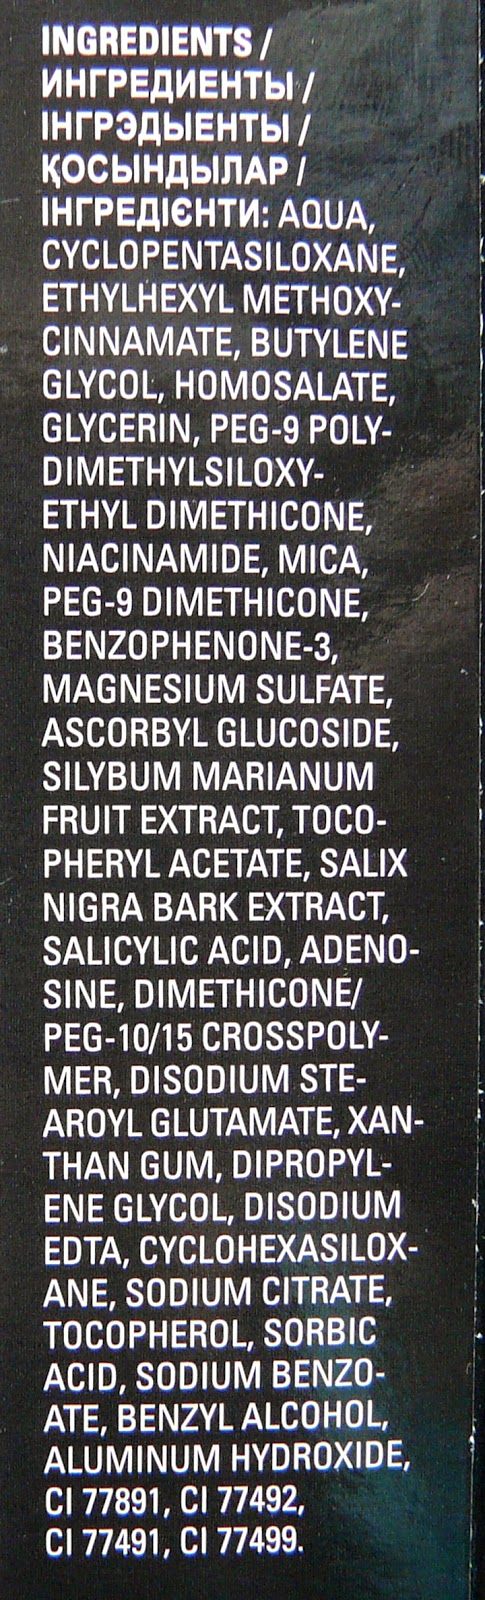 INGREDIENTS /
ИНГРЕДИЕНТЫ /
ІНГРЭДЫЕНТЫ /
ҚОСЫНДЫЛАР /
ІНГРЕДІЄНТИ: AQUA,
CYCLOPENTASILOXANE,
ETHYLHEXYL METHOXY-
CINNAMATE, BUTYLENE
GLYCOL, HOMOSALATE,
GLYCERIN, PEG-9 POLY-
DIMETHYLSILOXY-
ETHYL DIMETHICONE,
NIACINAMIDE, MICA,
PEG-9 DIMETHICONE,
BENZOPHENONE-3,
MAGNESIUM SULFATE,
ASCORBYL GLUCOSIDE,
SILYBUM MARIANUM
FRUIT EXTRACT, TOCO-
PHERYL ACETATE, SALIX
NIGRA BARK EXTRACT,
SALICYLIC ACID, ADENO-
SINE, DIMETHICONE/
PEG-10/15 CROSSPOLY-
MER, DISODIUM STE-
AROYL GLUTAMATE, XAN-
THAN GUM, DIPROPYL-
ENE GLYCOL, DISODIUM
EDTA, CYCLOHEXASILOX-
ANE, SODIUM CITRATE,
TOCOPHEROL, SORBIC
ACID, SODIUM BENZO-
ATE, BENZYL ALCOHOL,
ALUMINUM HYDROXIDE,
CI 77891, CI 77492,
CI 77491, CI 77499.